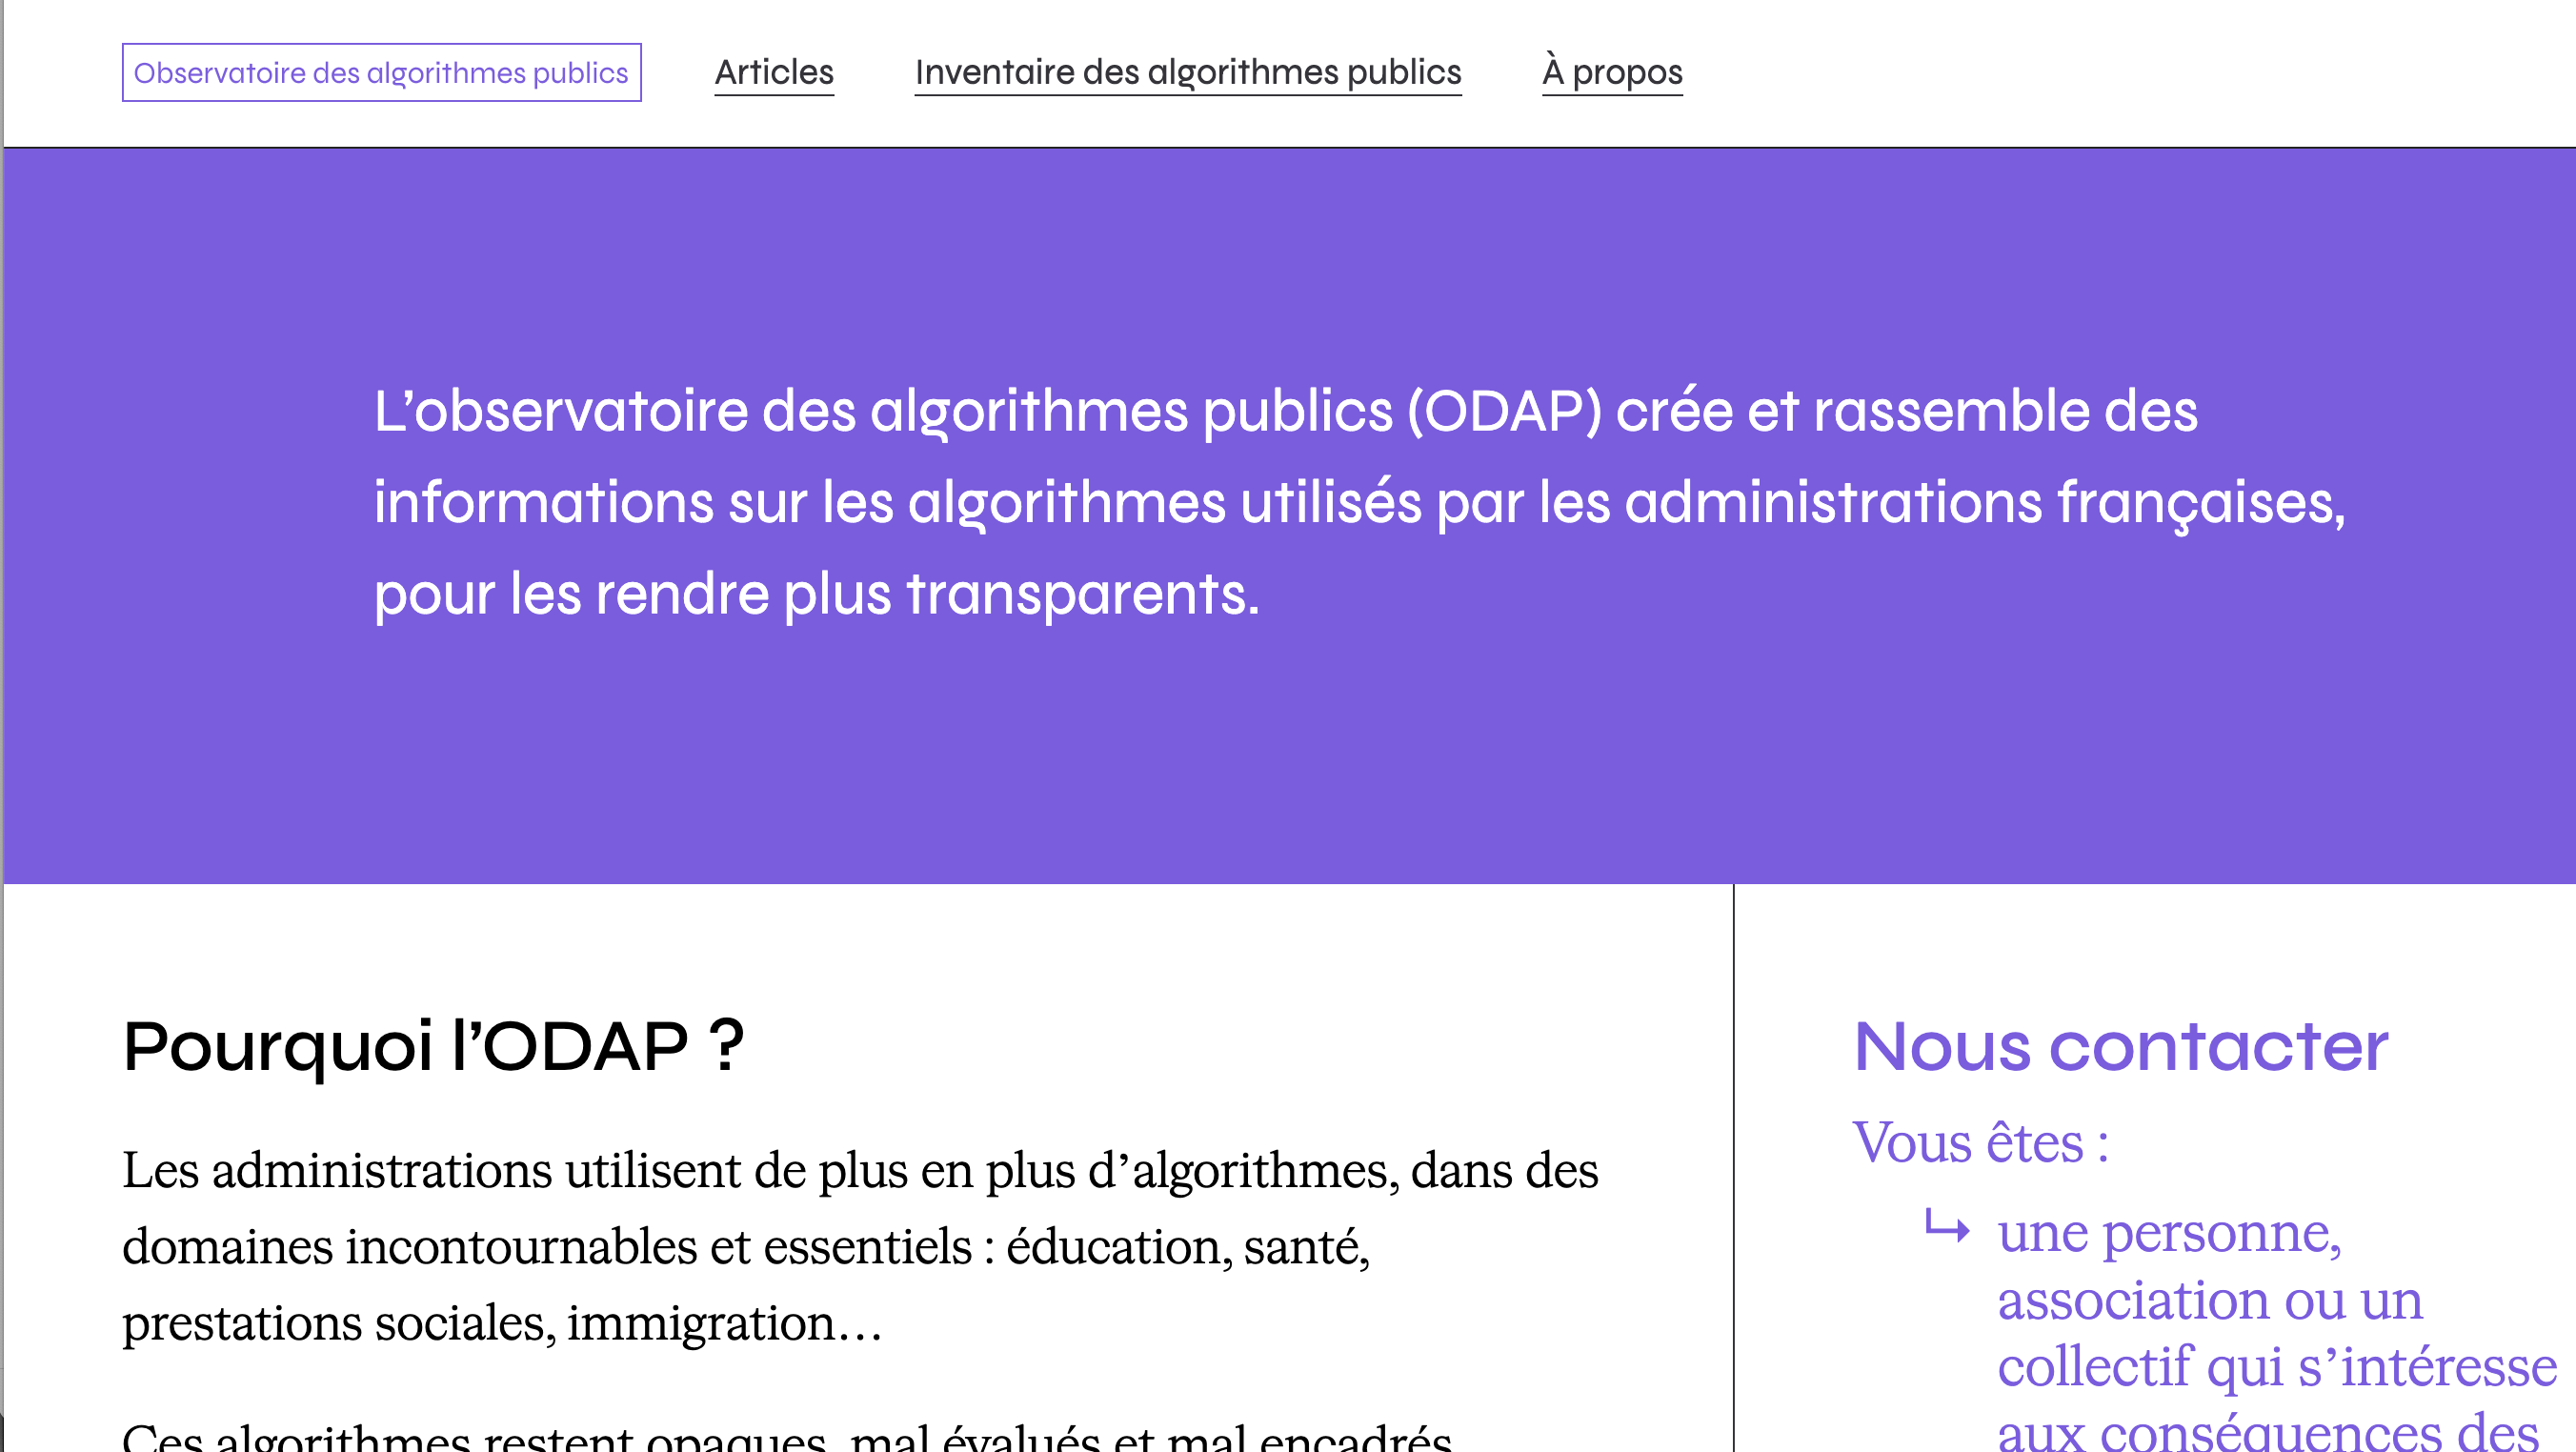 Observatoire des algorithmes publics
Articles
Inventaire des algorithmes publics
À propos
L’observatoire des algorithmes publics (ODAP) crée et rassemble des
informations sur les algorithmes utilisés par les administrations françaises,
pour les rendre plus transparents.
Pourquoi l’ODAP ?
Les administrations utilisent de plus en plus d’algorithmes, dans des
domaines incontournables et essentiels : éducation, santé,
prestations sociales, immigration…
Ces algorithmes restent opaques, mal évalués et mal encadrés
Nous contacter
Vous êtes :
une personne,
association ou un
collectif qui s’intéresse
aux conséquences des